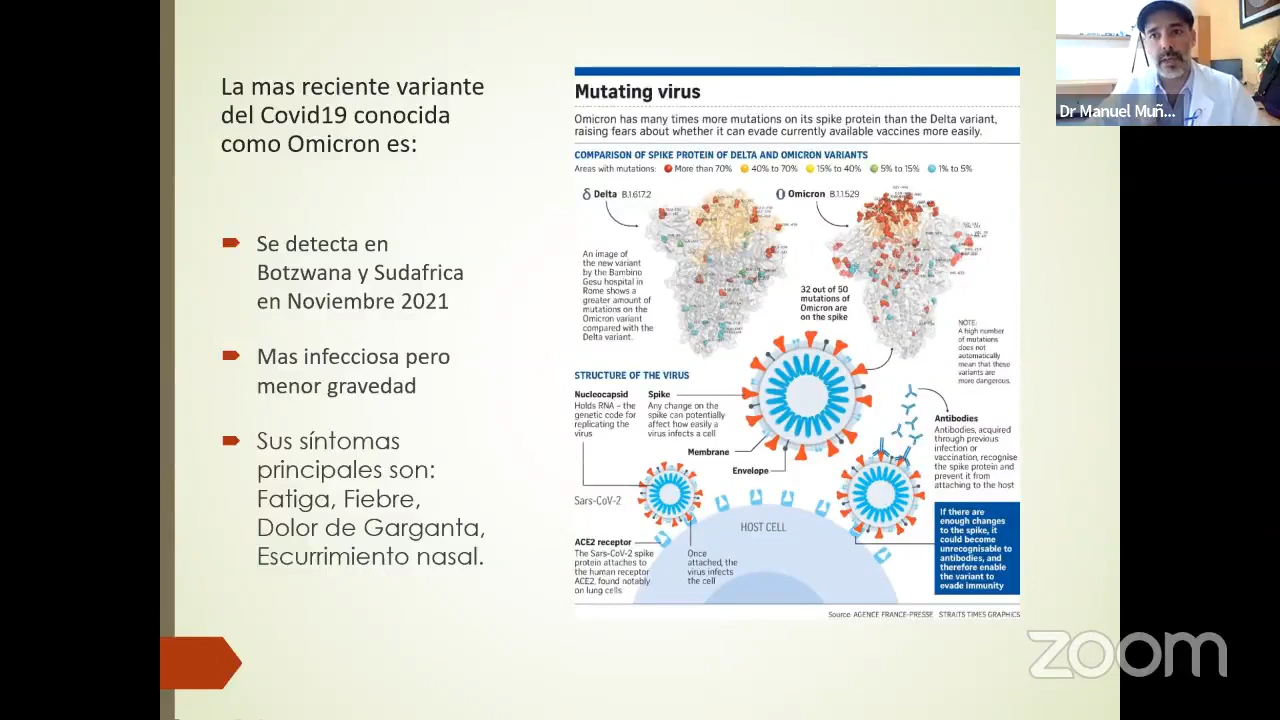 La mas reciente variante
del Covid19 conocida
como Omicron es:
Se detecta en
Botzwana y Sudafrica
en Noviembre 2021
Mas infecciosa pero
menor gravedad
Sus síntomas
principales son:
Fatiga, Fiebre,
Dolor de Garganta,
Escurrimiento nasal.
Mutating virus
Omicron has many times more mutations on its spike protein than the Delta variant,
raising fears about whether it can evade currently available vaccines more easily.
COMPARISON OF SPIKE PROTEIN OF DELTA AND OMICRON VARIANTS
Areas with mutations: More than 70% 40% to 70% 15% to 40% 5% to 15% 1% to 5%
δ Delta B.1.617.2
Omicron B.1.1.529
An image of
the new variant
by the Bambino
Gesu hospital in
Rome shows a
greater amount of
mutations on the
Omicron variant
compared with the
Delta variant.
32 out of 50
mutations of
Omicron are
on the spike
NOTE:
A high number
of mutations
does not
automatically
mean that these
variants are
more dangerous.
STRUCTURE OF THE VIRUS
Nucleocapsid
Holds RNA – the
genetic code for
replicating the
virus
Spike
Any change on the
spike can potentially
affect how easily a
virus infects a cell
Membrane
Envelope
Antibodies
Antibodies, acquired
through previous
infection or
vaccination, recognise
the spike protein and
prevent it from
attaching to the host
Sars-CoV-2
HOST CELL
ACE2 receptor
The Sars-CoV-2 spike
protein attaches to
the human receptor
ACE2, found notably
on lung cells
Once
attached, the
virus infects
the cell
If there are
enough changes
to the spike, it
could become
unrecognisable to
antibodies, and
therefore enable
the variant to
evade immunity
Source: AGENCE FRANCE-PRESSE STRAITS TIMES GRAPHICS
Dr Manuel Muñ...
zoom